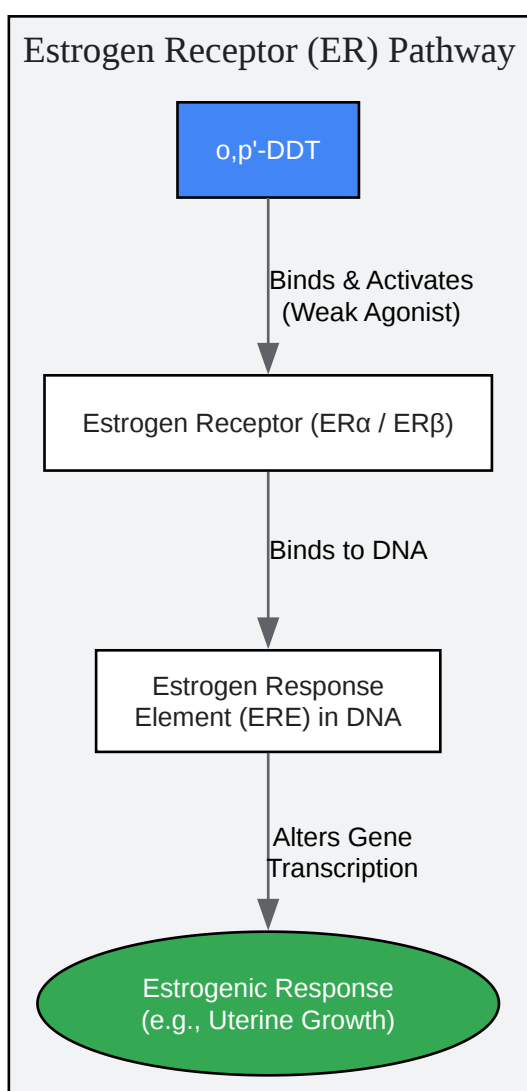 Estrogen Receptor (ER) Pathway
o,p'-DDT
Binds & Activates
(Weak Agonist)
Estrogen Receptor (ERα / ERβ)
Binds to DNA
Estrogen Response
Element (ERE) in DNA
Alters Gene
Transcription
Estrogenic Response
(e.g., Uterine Growth)